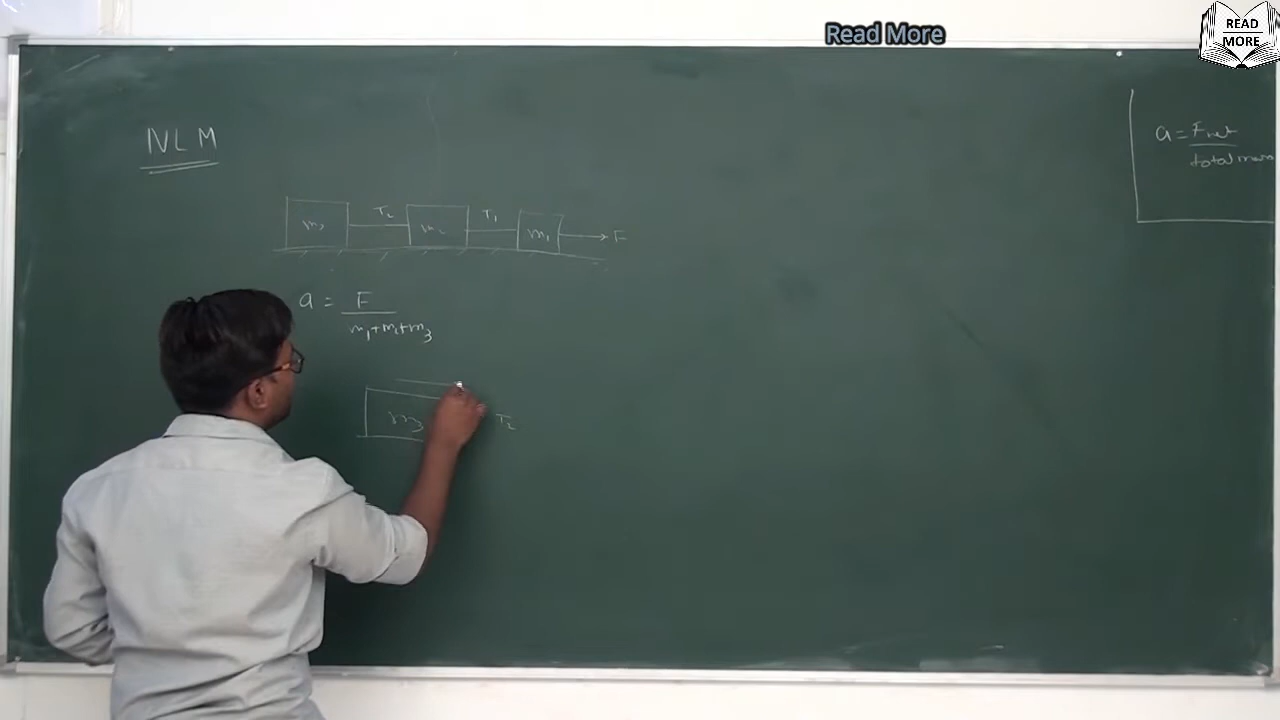 Read More
READ
MORE
NLM
a = Fnet
total mass
m3 T2 m2 T1 m1 F
a = F
m1+m2+m3
m3 T2